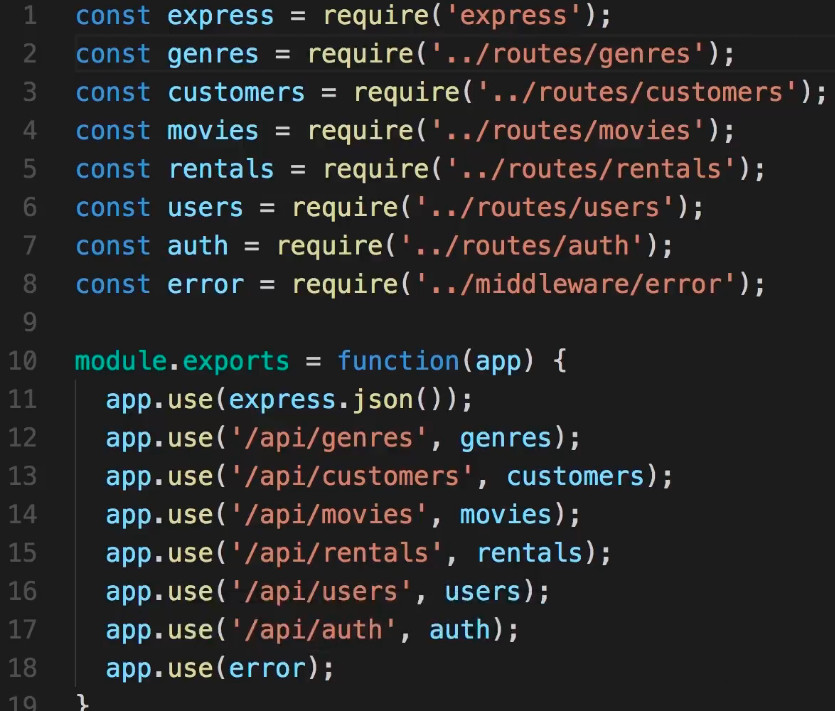 1 const express = require('express');
2 const genres = require('../routes/genres');
3 const customers = require('../routes/customers');
4 const movies = require('../routes/movies');
5 const rentals = require('../routes/rentals');
6 const users = require('../routes/users');
7 const auth = require('../routes/auth');
8 const error = require('../middleware/error');
9
10 module.exports = function(app) {
11   app.use(express.json());
12   app.use('/api/genres', genres);
13   app.use('/api/customers', customers);
14   app.use('/api/movies', movies);
15   app.use('/api/rentals', rentals);
16   app.use('/api/users', users);
17   app.use('/api/auth', auth);
18   app.use(error);
19 }